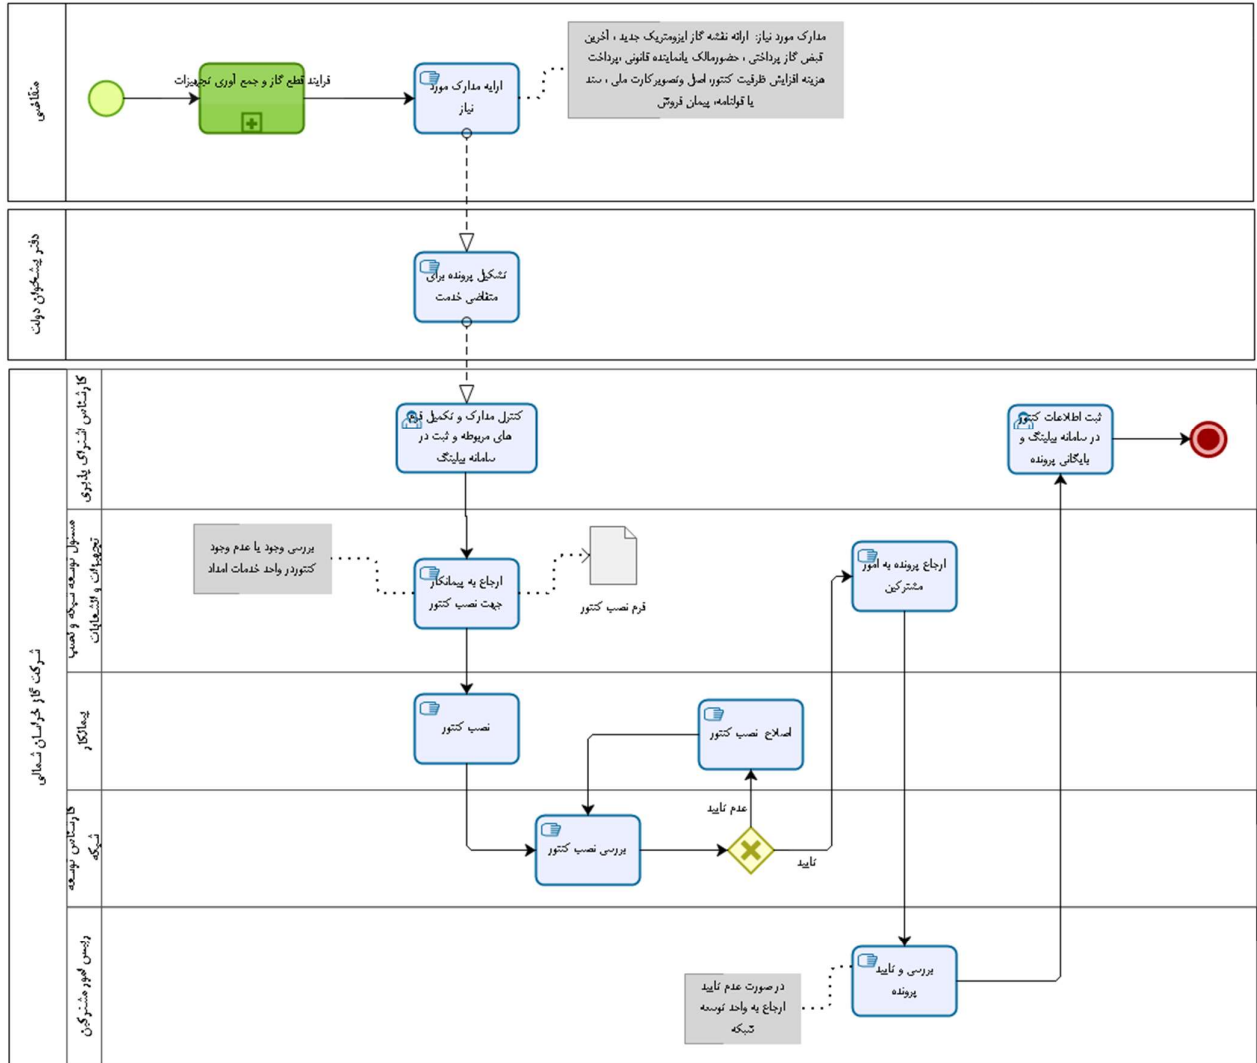 متقاضی
فرایند قطع گاز و جمع آوری تجهیزات
ارایه مدارک مورد
نیاز
مدارک مورد نیاز: ارائه نقشه گاز ایزومتریک جدید ، آخرین
قبض گاز پرداختی ، حضورمالک یانماینده قانونی ،پرداخت
هزینه افزایش ظرفیت کنتور، اصل وتصویرکارت ملی ، سند
یا قولنامه، پیمان فروش
دفتر پیشخوان دولت
تشکیل پرونده برای
متقاضی خدمت
شرکت گاز خراسان شمالی
کارشناس اشتراک پذیری
کنترل مدارک و تکمیل فرم
های مربوطه و ثبت در
سامانه بیلینگ
ثبت اطلاعات کنتور
در سامانه بیلینگ و
بایگانی پرونده
مسئول توسعه شبکه و نصب
تجهیزات و انشعابات
بررسی وجود یا عدم وجود
کنتوردر واحد خدمات امداد
ارجاع به پیمانکار
جهت نصب کنتور
فرم نصب کنتور
ارجاع پرونده به امور
مشترکین
پیمانکار
نصب کنتور
اصلاح نصب کنتور
کارشناس توسعه
شبکه
بررسی نصب کنتور
عدم تایید
تایید
رییس امور مشترکین
بررسی و تایید
پرونده
در صورت عدم تایید
ارجاع به واحد توسعه
شبکه